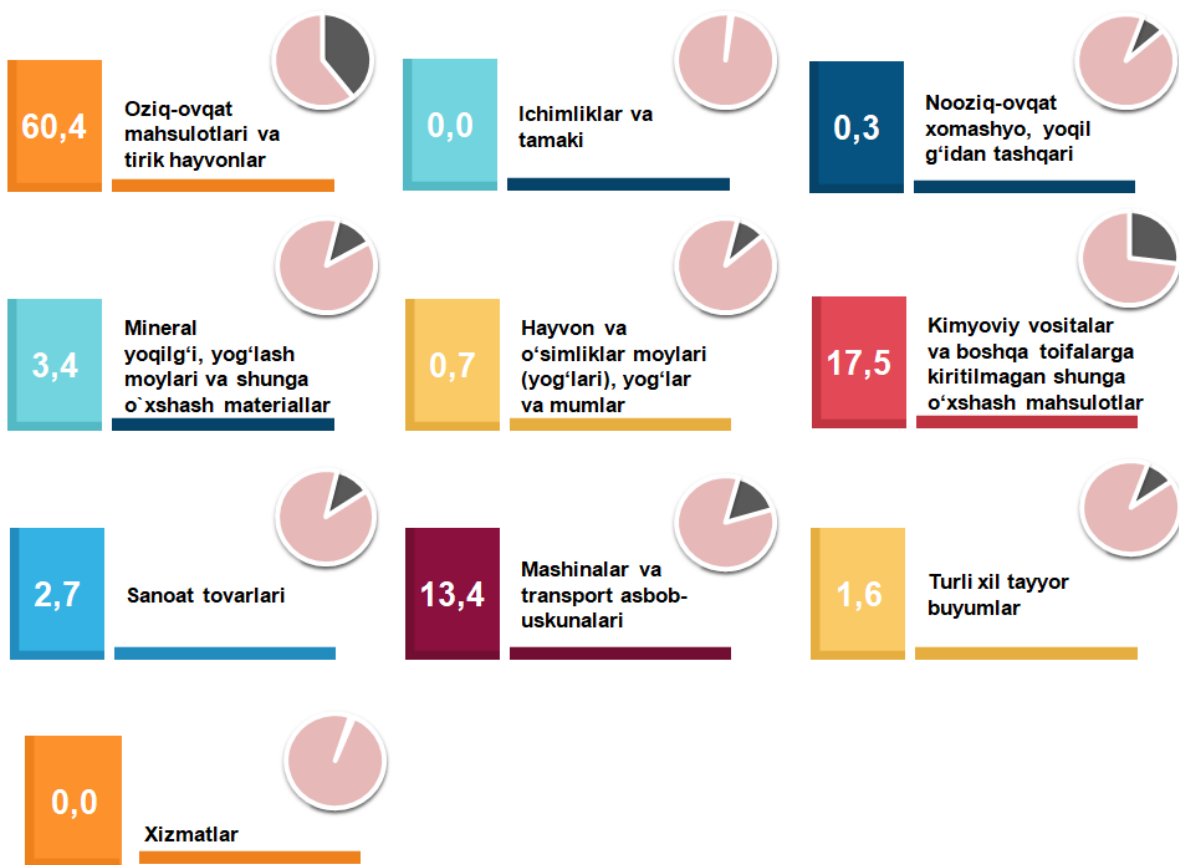 60,4
Oziq-ovqat
mahsulotlari va
tirik hayvonlar
0,0
Ichimliklar va
tamaki
0,3
Nooziq-ovqat
xomashyo, yoqil
g‘idan tashqari
3,4
Mineral
yoqilg‘i, yog‘lash
moylari va shunga
o`xshash materiallar
0,7
Hayvon va
o‘simliklar moylari
(yog‘lari), yog‘lar
va mumlar
17,5
Kimyoviy vositalar
va boshqa toifalarga
kiritilmagan shunga
o‘xshash mahsulotlar
2,7
Sanoat tovarlari
13,4
Mashinalar va
transport asbob-
uskunalari
1,6
Turli xil tayyor
buyumlar
0,0
Xizmatlar